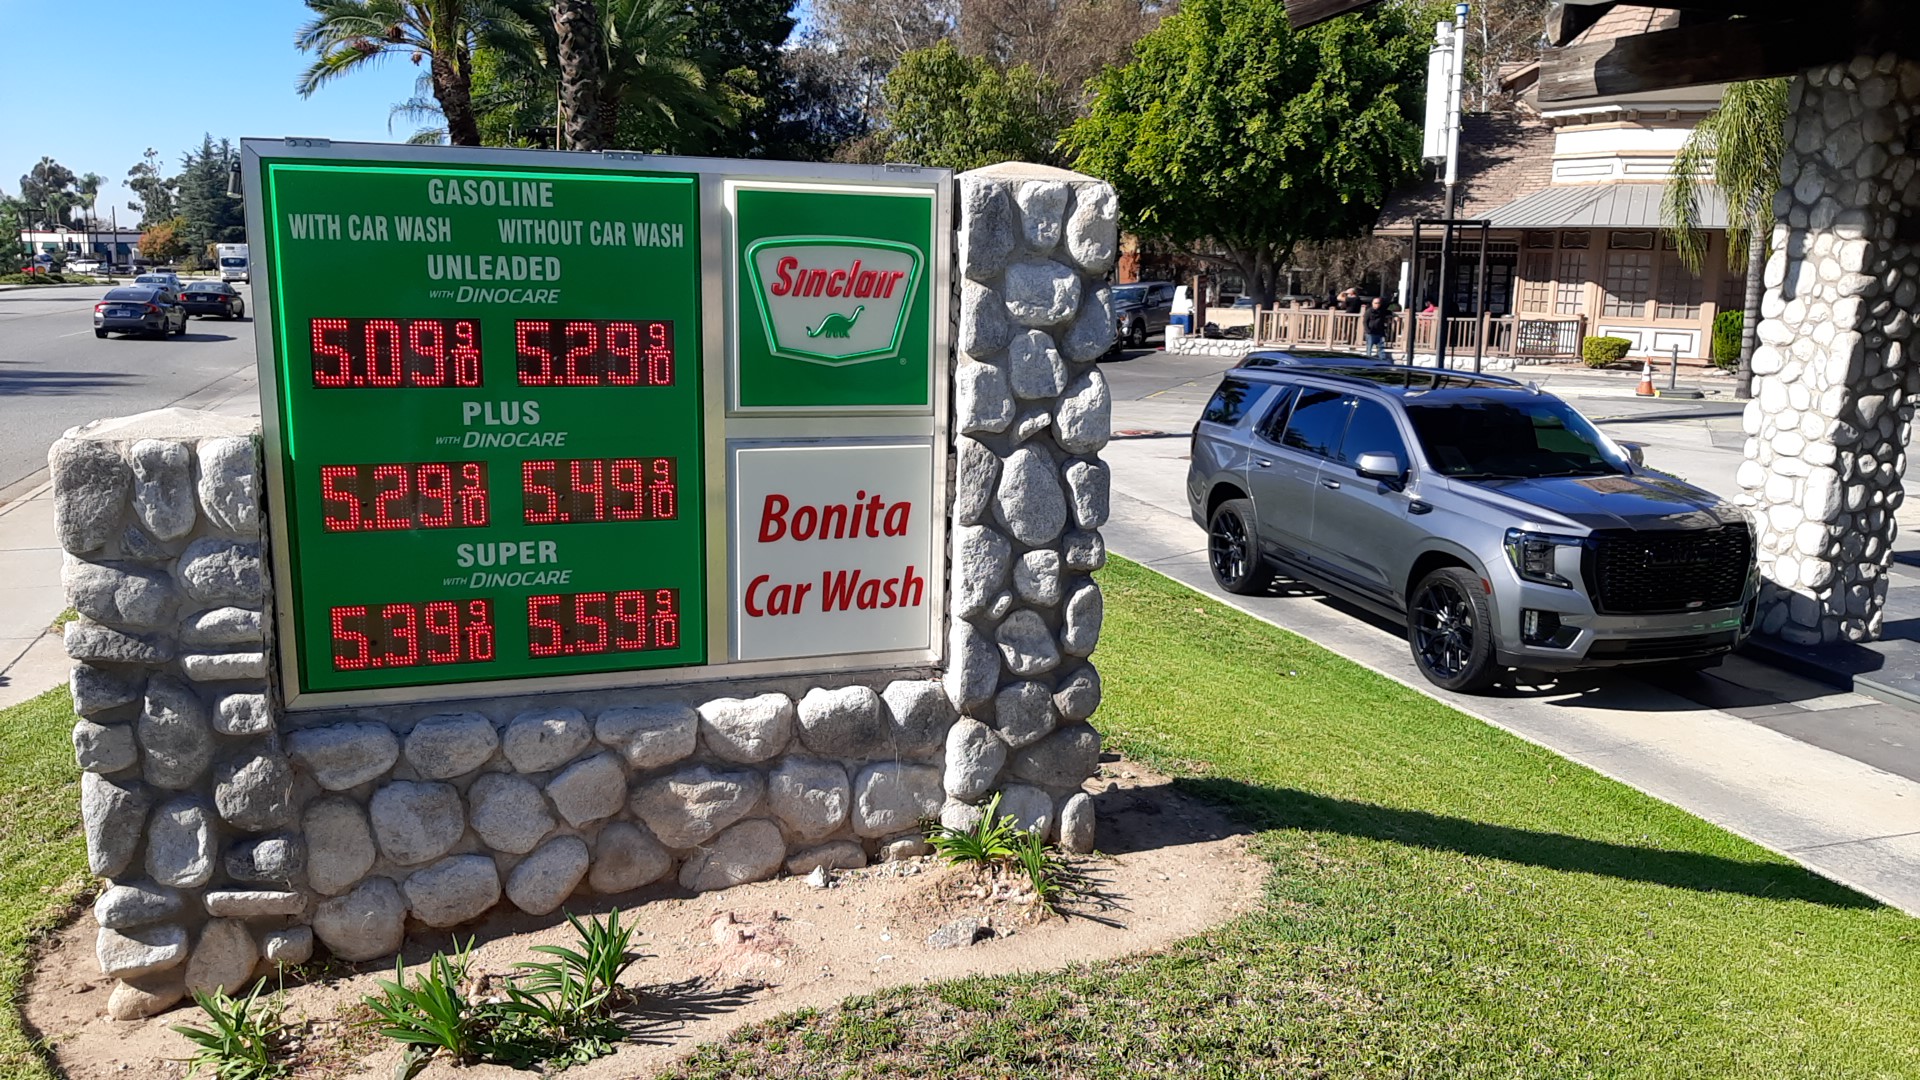 GASOLINE
WITH CAR WASH WITHOUT CAR WASH
UNLEADED
WITH DINOCARE
5.09 9/10 5.29 9/10
PLUS
WITH DINOCARE
5.29 9/10 5.49 9/10
SUPER
WITH DINOCARE
5.39 9/10 5.59 9/10
Sinclair
®
Bonita
Car Wash
GMC